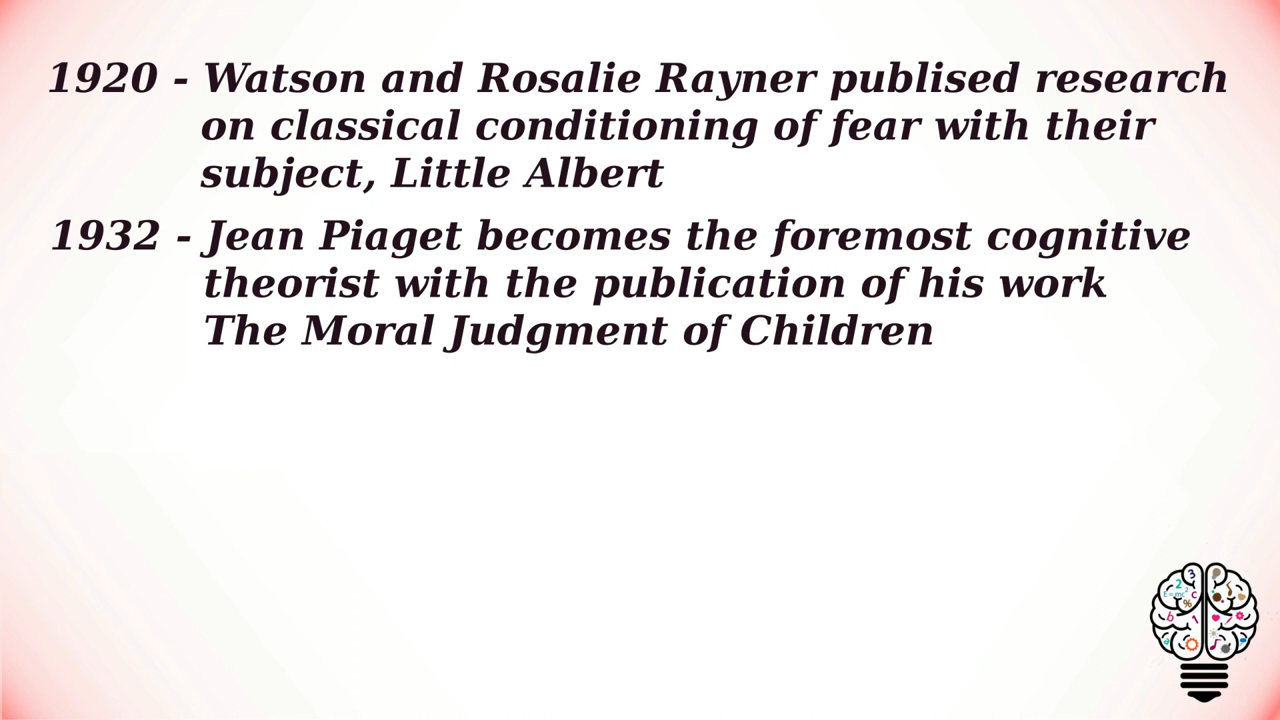 1920 - Watson and Rosalie Rayner publised research
on classical conditioning of fear with their
subject, Little Albert
1932 - Jean Piaget becomes the foremost cognitive
theorist with the publication of his work
The Moral Judgment of Children